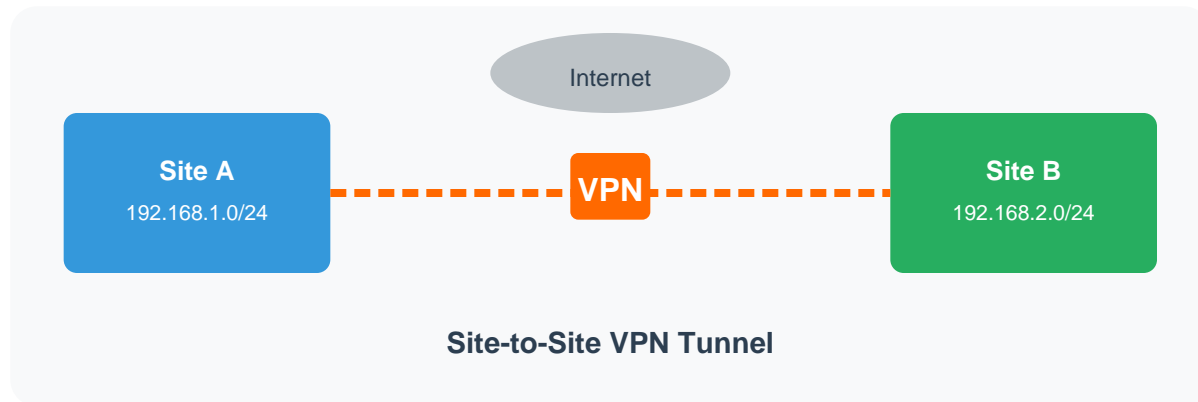 Internet
Site A
192.168.1.0/24
VPN
Site B
192.168.2.0/24
Site-to-Site VPN Tunnel